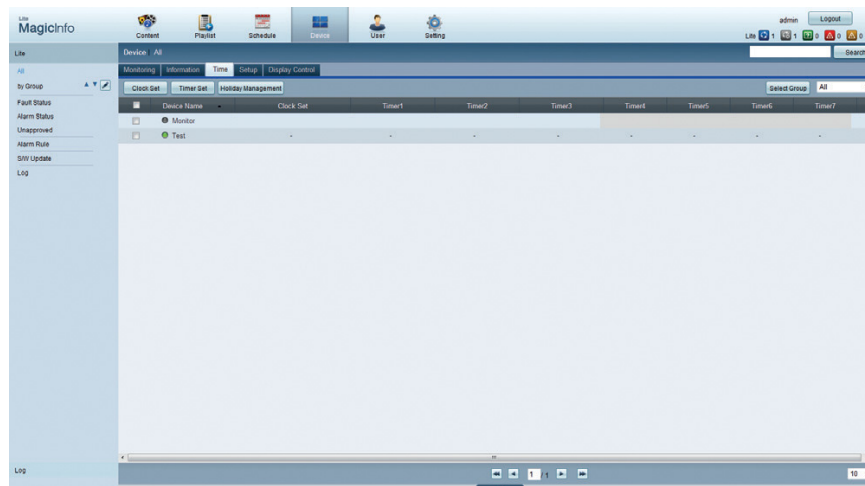 Lite
MagicInfo
Content Playlist Schedule Device User Setting
admin Logout
Lite 1 1 0 0 0
Lite
Device All
Search
All
by Group
Fault Status
Alarm Status
Unapproved
Alarm Rule
S/W Update
Log
Monitoring Information Time Setup Display Control
Clock Set Timer Set Holiday Management Select Group All
Device Name Clock Set Timer1 Timer2 Timer3 Timer4 Timer5 Timer6 Timer7
Monitor
Test - - - - - - - -
Log
1 / 1
10